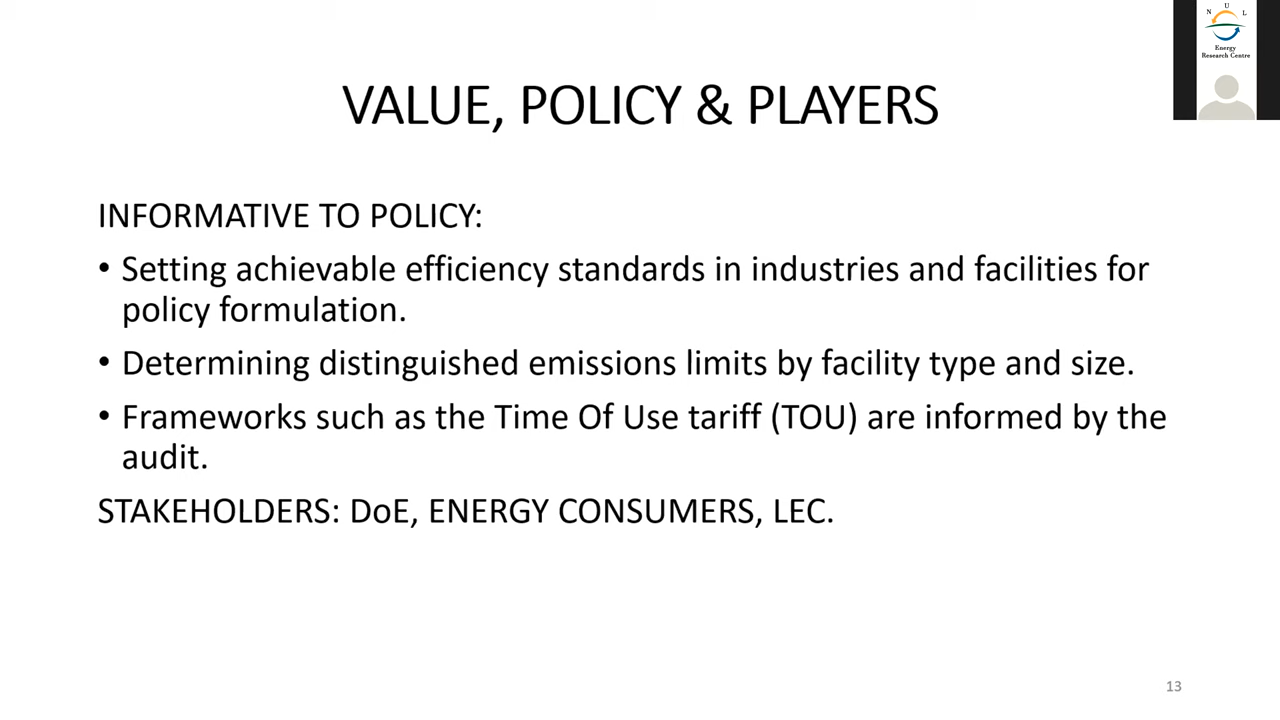 N U L
Energy
Research Centre
VALUE, POLICY & PLAYERS
INFORMATIVE TO POLICY:
• Setting achievable efficiency standards in industries and facilities for
policy formulation.
• Determining distinguished emissions limits by facility type and size.
• Frameworks such as the Time Of Use tariff (TOU) are informed by the
audit.
STAKEHOLDERS: DoE, ENERGY CONSUMERS, LEC.
13